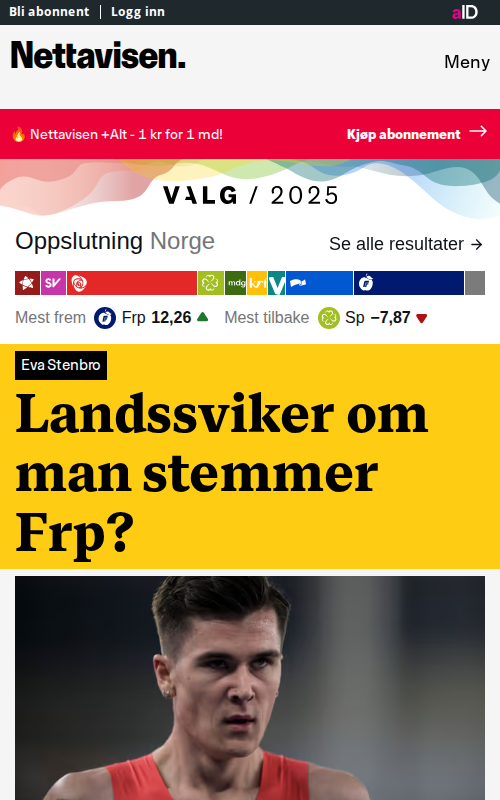 Bli abonnent | Logg inn
aID
Nettavisen.
Meny
🔥 Nettavisen +Alt - 1 kr for 1 md!
Kjøp abonnement →
VALG / 2025
Oppslutning Norge
Se alle resultater →
SV
mdg
krf
V
Mest frem Frp 12,26 ▲ Mest tilbake Sp −7,87 ▼
Eva Stenbro
Landssviker om
man stemmer
Frp?